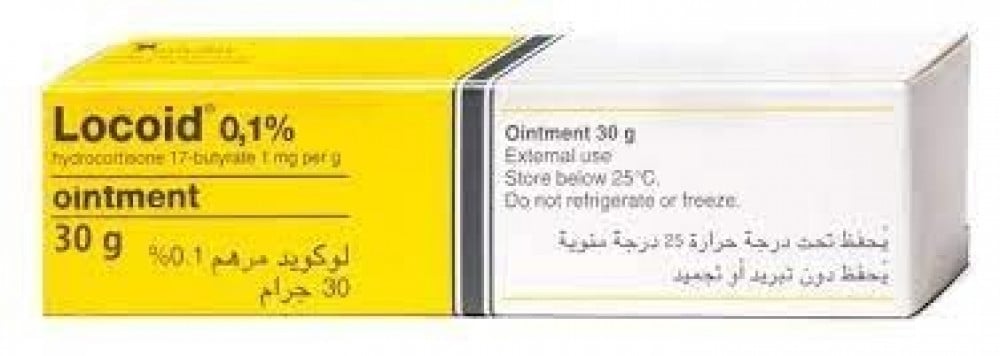 Locoid® 0,1%
hydrocortisone 17-butyrate 1 mg per g
ointment
30 g
لوكويد مرهم 0.1%
30 جرام
Ointment 30 g
External use
Store below 25°C.
Do not refrigerate or freeze.
يُحفظ تحت درجة حرارة 25 درجة مئوية
يُحفظ دون تبريد أو تجميد